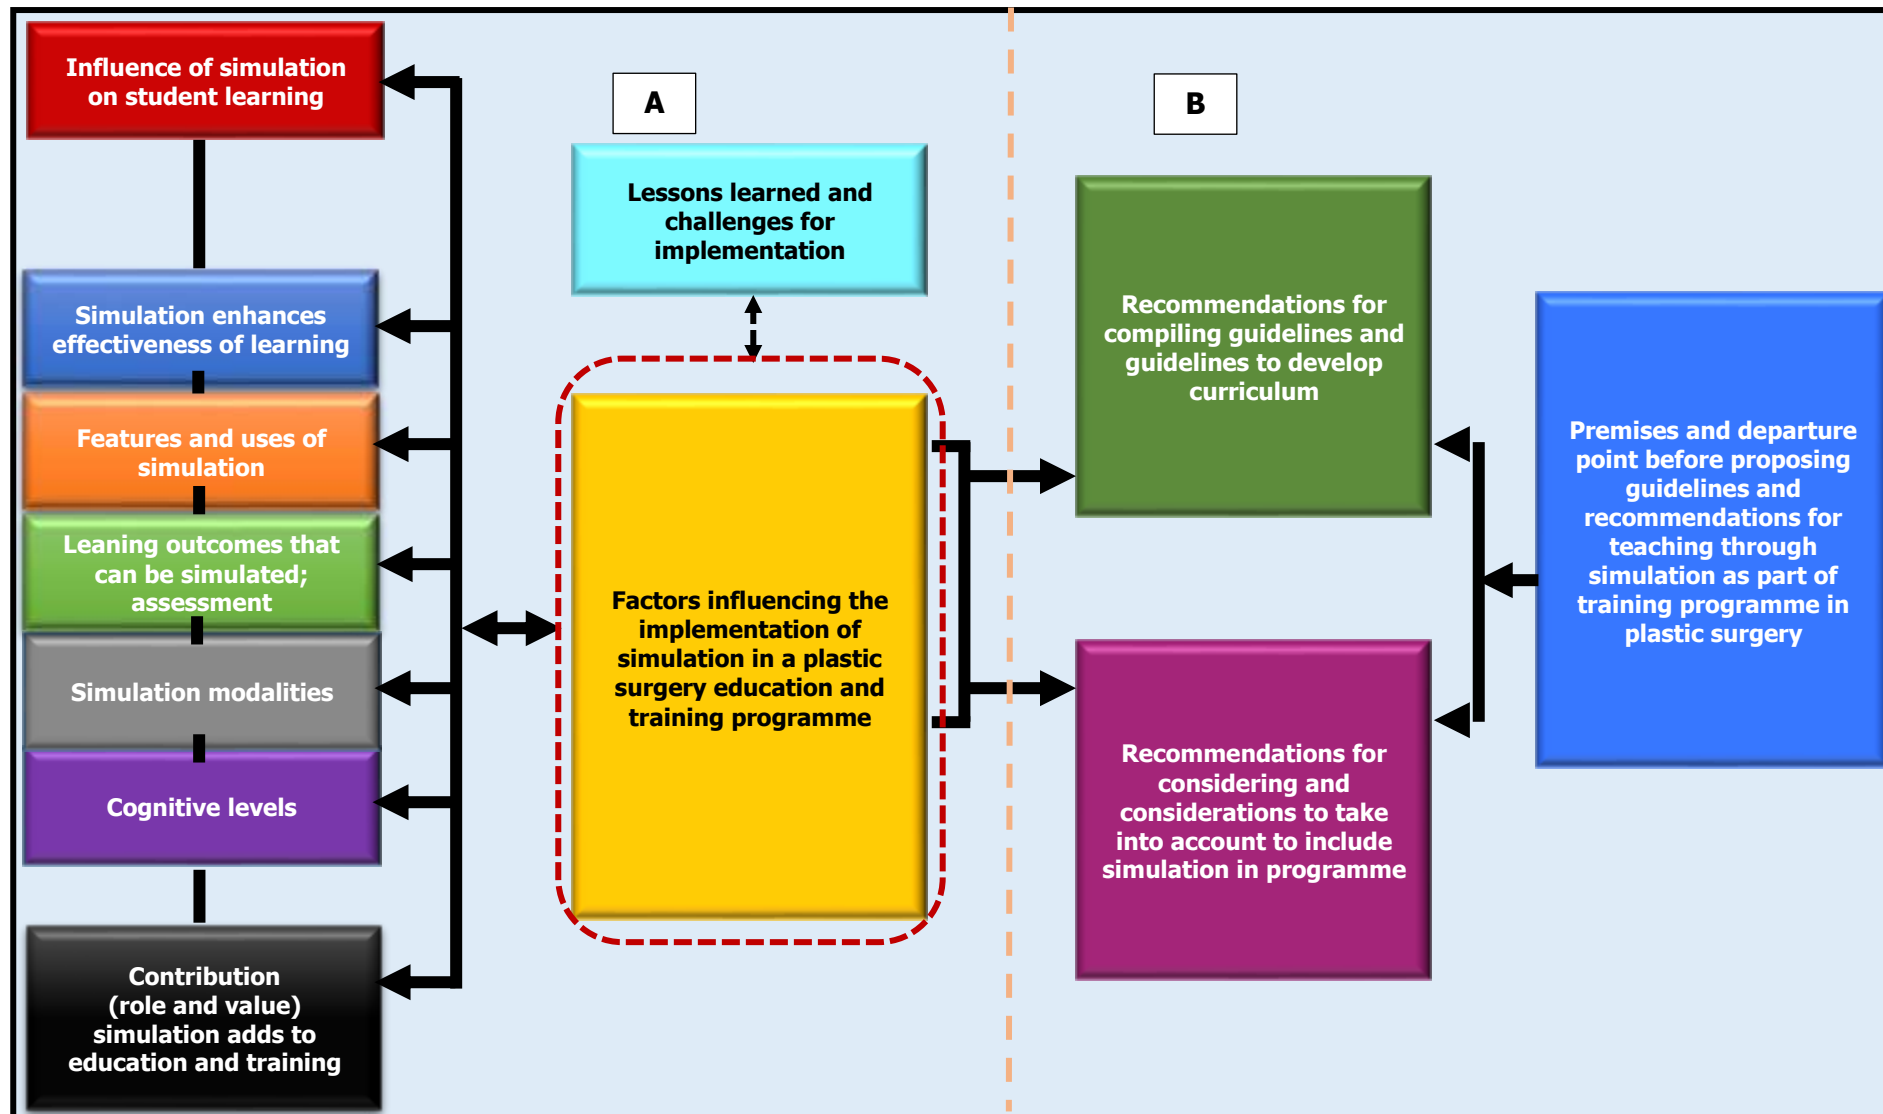 Influence of simulation
on student learning
Simulation enhances
effectiveness of learning
Features and uses of
simulation
Leaning outcomes that
can be simulated;
assessment
Simulation modalities
Cognitive levels
Contribution
(role and value)
simulation adds to
education and training
A
Lessons learned and
challenges for
implementation
Factors influencing the
implementation of
simulation in a plastic
surgery education and
training programme
B
Recommendations for
compiling guidelines and
guidelines to develop
curriculum
Recommendations for
considering and
considerations to take
into account to include
simulation in programme
Premises and departure
point before proposing
guidelines and
recommendations for
teaching through
simulation as part of
training programme in
plastic surgery